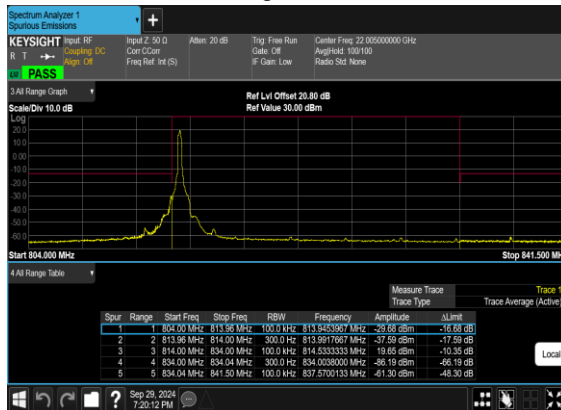 Spectrum Analyzer 1
Spurious Emissions
+
KEYSIGHT Input: RF Input Z: 50 Ω Atten: 20 dB Trig: Free Run Center Freq: 22.005000000 GHz
R T Coupling: DC Corr CCorr Gate: Off Avg|Hold: 100/100
Align: Off Freq Ref: Int (S) IF Gain: Low Radio Std: None
PASS
3 All Range Graph
Ref Lvl Offset 20.80 dB
Scale/Div 10.0 dB Ref Value 30.00 dBm
Log
20.0
10.0
0.00
-10.0
-20.0
-30.0
-40.0
-50.0
-60.0
Start 804.000 MHz Stop 841.500 MH
4 All Range Table
Measure Trace Trace 1
Trace Type Trace Average (Active)
Spur Range Start Freq Stop Freq RBW Frequency Amplitude ΔLimit
1 1 804.00 MHz 813.96 MHz 100.0 kHz 813.9453967 MHz -29.68 dBm -16.68 dB
2 2 813.96 MHz 814.00 MHz 300.0 Hz 813.9917667 MHz -37.59 dBm -17.59 dB
3 3 814.00 MHz 834.00 MHz 100.0 kHz 814.5333333 MHz 19.65 dBm -10.35 dB
4 4 834.00 MHz 834.04 MHz 300.0 Hz 834.0038000 MHz -86.19 dBm -66.19 dB
5 5 834.04 MHz 841.50 MHz 100.0 kHz 837.5700133 MHz -61.30 dBm -48.30 dB
Local
? Sep 29, 2024
7:20:12 PM